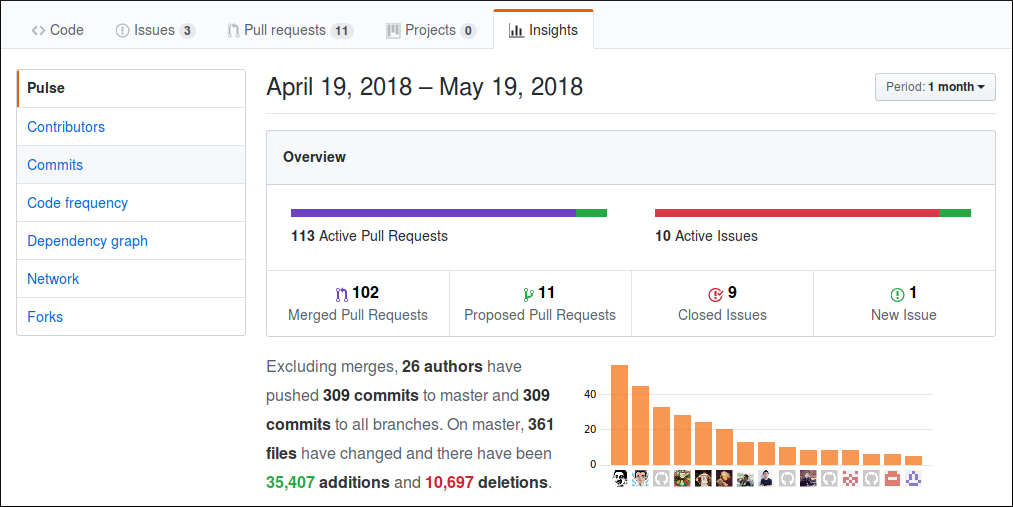 Code Issues 3 Pull requests 11 Projects 0 Insights
Pulse
Contributors
Commits
Code frequency
Dependency graph
Network
Forks
April 19, 2018 – May 19, 2018
Period: 1 month
Overview
113 Active Pull Requests
10 Active Issues
102
Merged Pull Requests
11
Proposed Pull Requests
9
Closed Issues
1
New Issue
Excluding merges, 26 authors have
pushed 309 commits to master and 309
commits to all branches. On master, 361
files have changed and there have been
35,407 additions and 10,697 deletions.
40
20
0